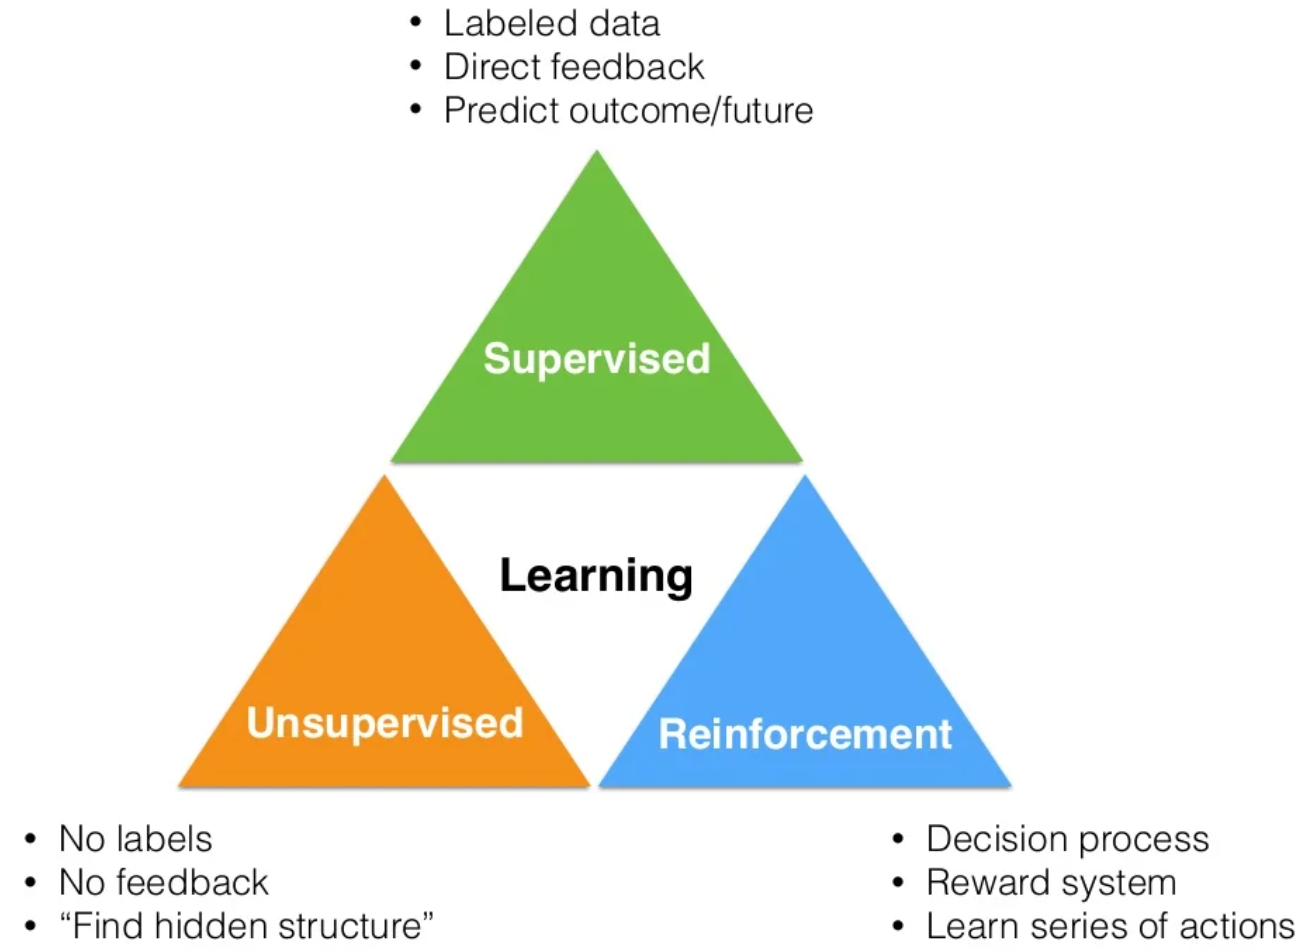 • Labeled data
• Direct feedback
• Predict outcome/future
Supervised
Learning
Unsupervised
Reinforcement
• No labels
• No feedback
• “Find hidden structure”
• Decision process
• Reward system
• Learn series of actions